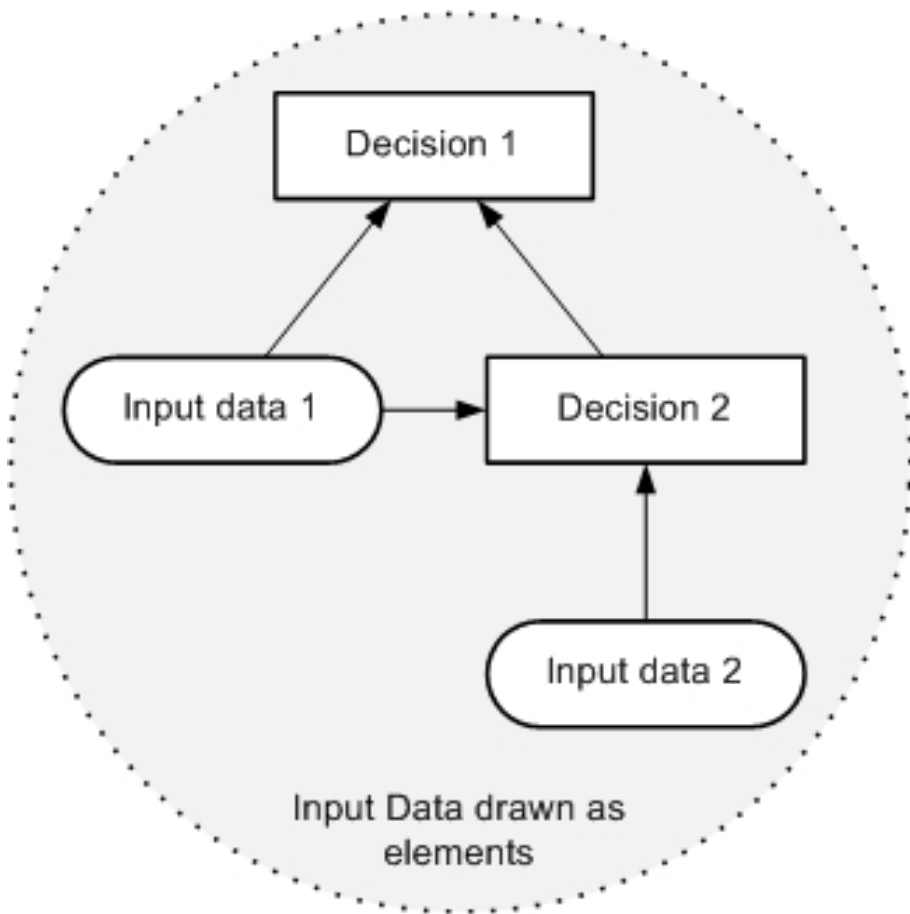 Decision 1
Input data 1
Decision 2
Input data 2
Input Data drawn as
elements